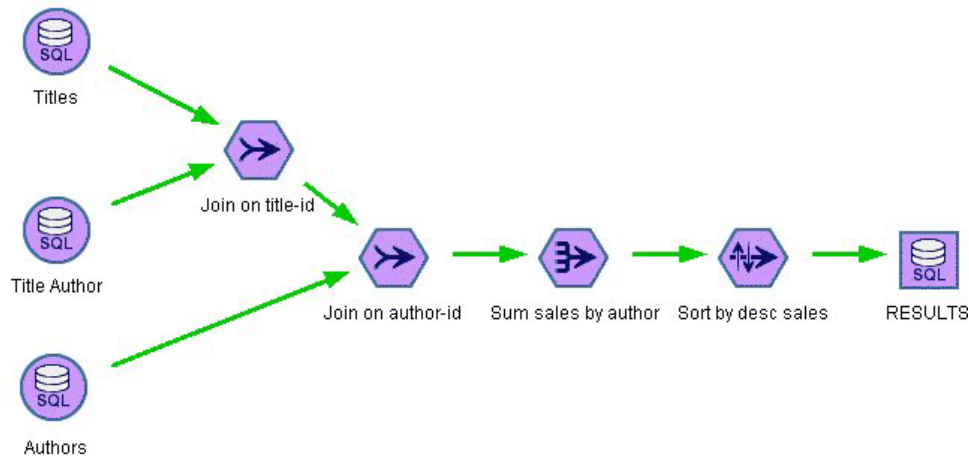 SQL
Titles
Join on title-id
SQL
Title Author
Join on author-id
Sum sales by author
Sort by desc sales
SQL
RESULTS
SQL
Authors